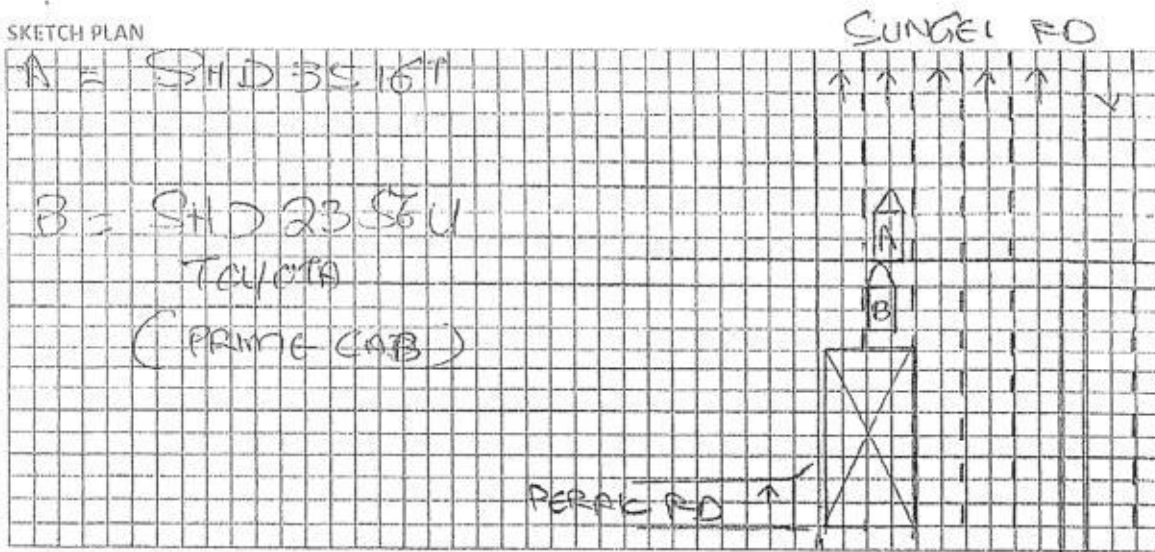 SKETCH PLAN
SUNGEI RD
A = SHD 3516T
B = SHD 2356U
TOYOTA
(PRIME CAB)
A
B
PERAK RD